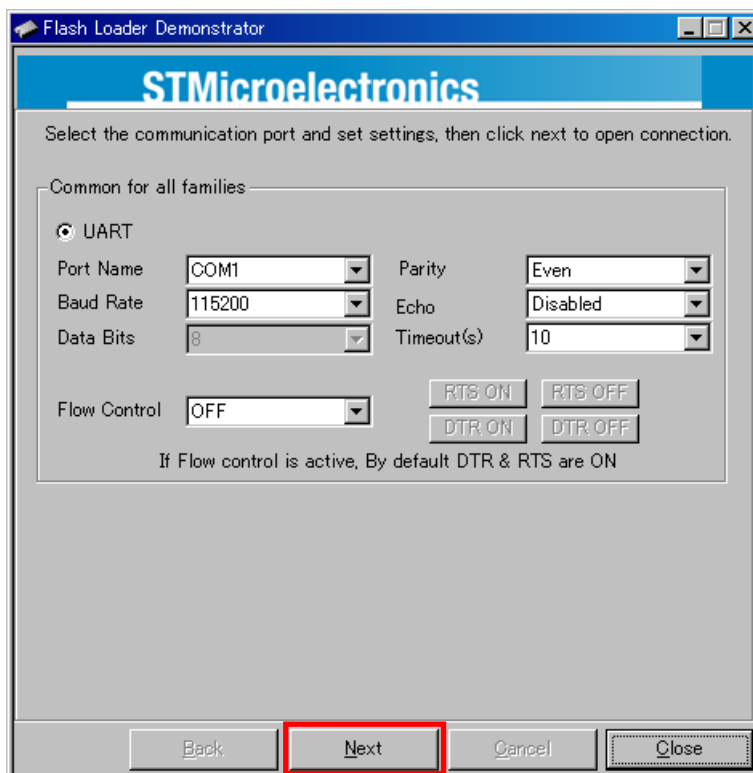 Flash Loader Demonstrator
STMicroelectronics
Select the communication port and set settings, then click next to open connection.
Common for all families
UART
Port Name COM1 Parity Even
Baud Rate 115200 Echo Disabled
Data Bits 8 Timeout(s) 10
RTS ON RTS OFF
Flow Control OFF
DTR ON DTR OFF
If Flow control is active, By default DTR & RTS are ON
Back Next Cancel Close